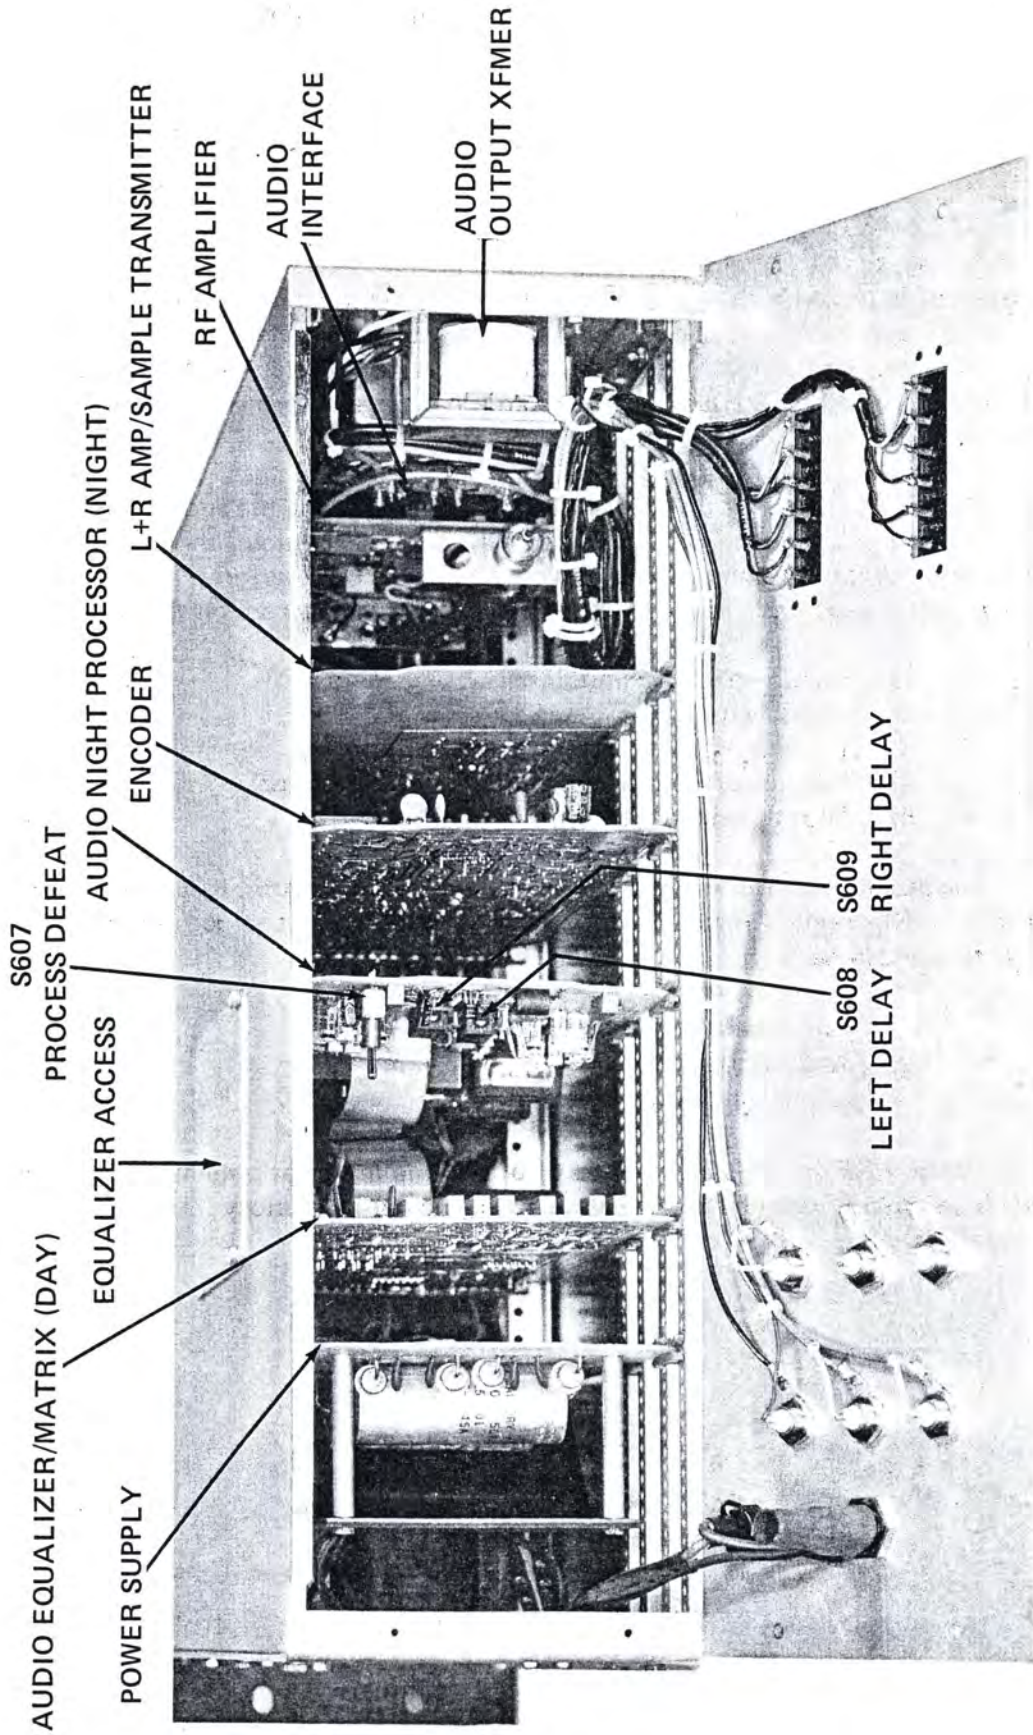 AUDIO EQUALIZER/MATRIX (DAY)
POWER SUPPLY
EQUALIZER ACCESS
S607
PROCESS DEFEAT
AUDIO NIGHT PROCESSOR (NIGHT)
ENCODER
L+R AMP/SAMPLE TRANSMITTER
RF AMPLIFIER
AUDIO
INTERFACE
AUDIO
OUTPUT XFMER
S608
LEFT DELAY
S609
RIGHT DELAY